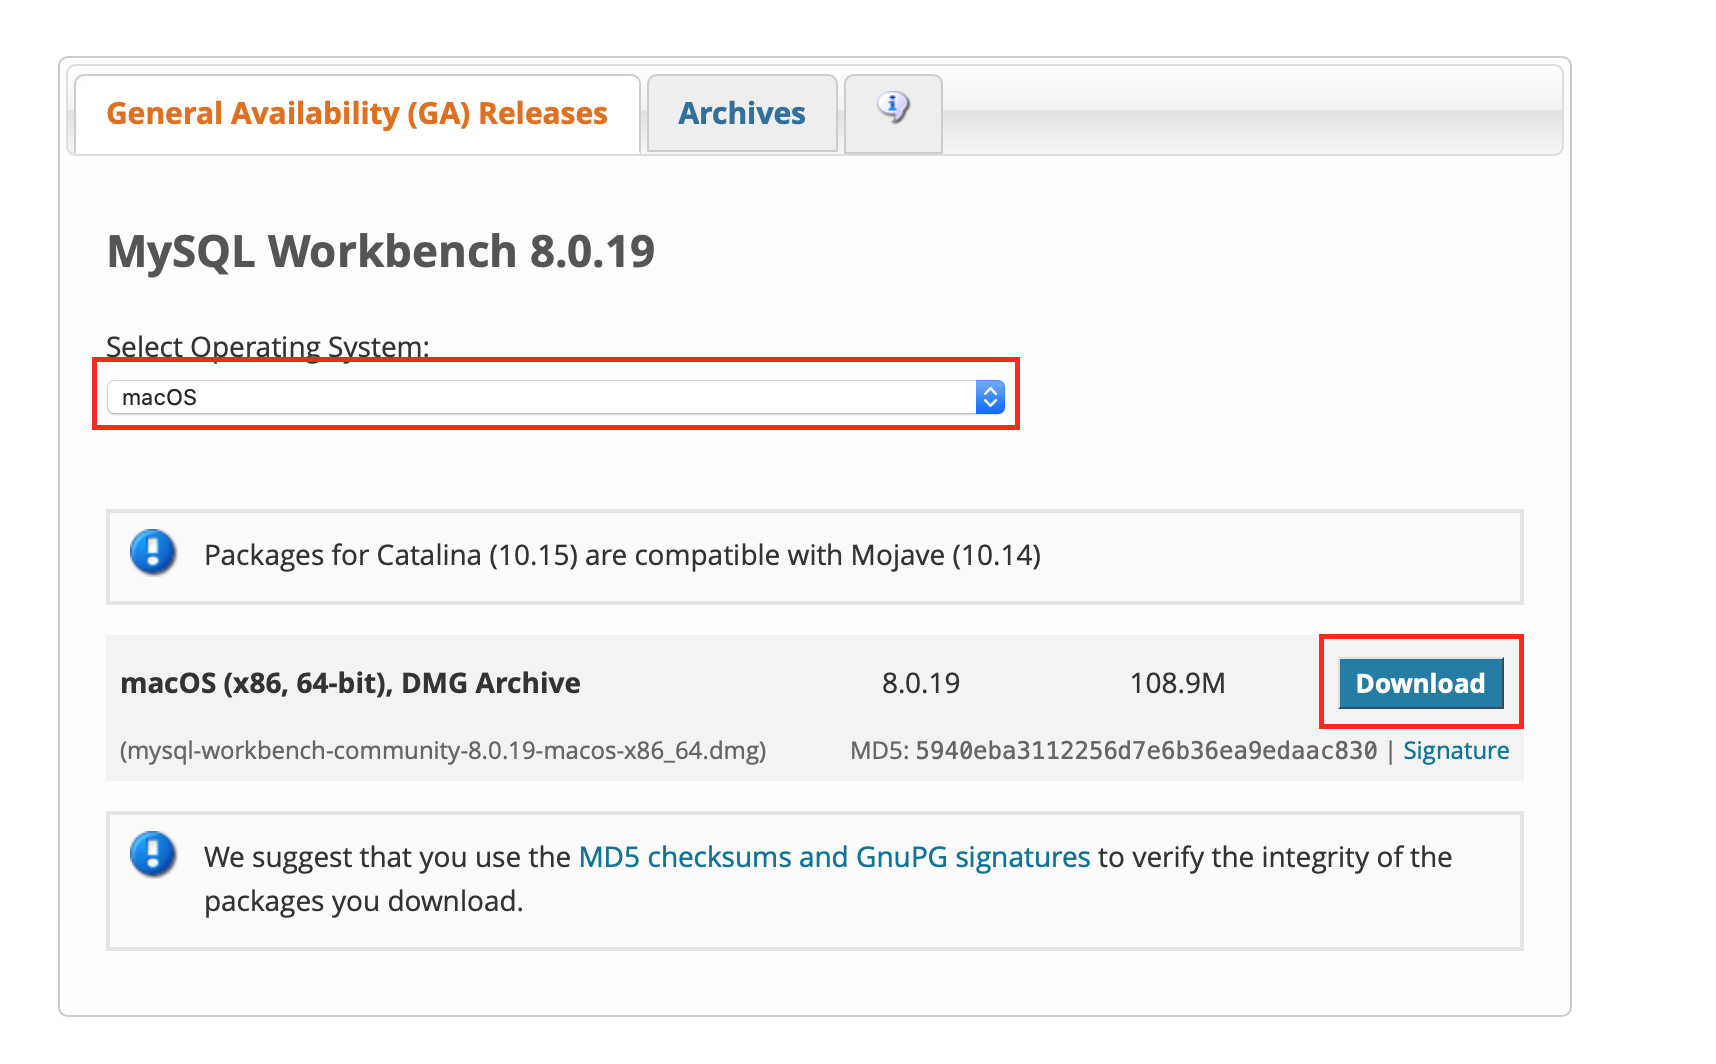 General Availability (GA) Releases
Archives
MySQL Workbench 8.0.19
Select Operating System:
macOS
Packages for Catalina (10.15) are compatible with Mojave (10.14)
macOS (x86, 64-bit), DMG Archive
8.0.19
108.9M
Download
(mysql-workbench-community-8.0.19-macos-x86_64.dmg)
MD5: 5940eba3112256d7e6b36ea9edaac830 | Signature
We suggest that you use the MD5 checksums and GnuPG signatures to verify the integrity of the
packages you download.